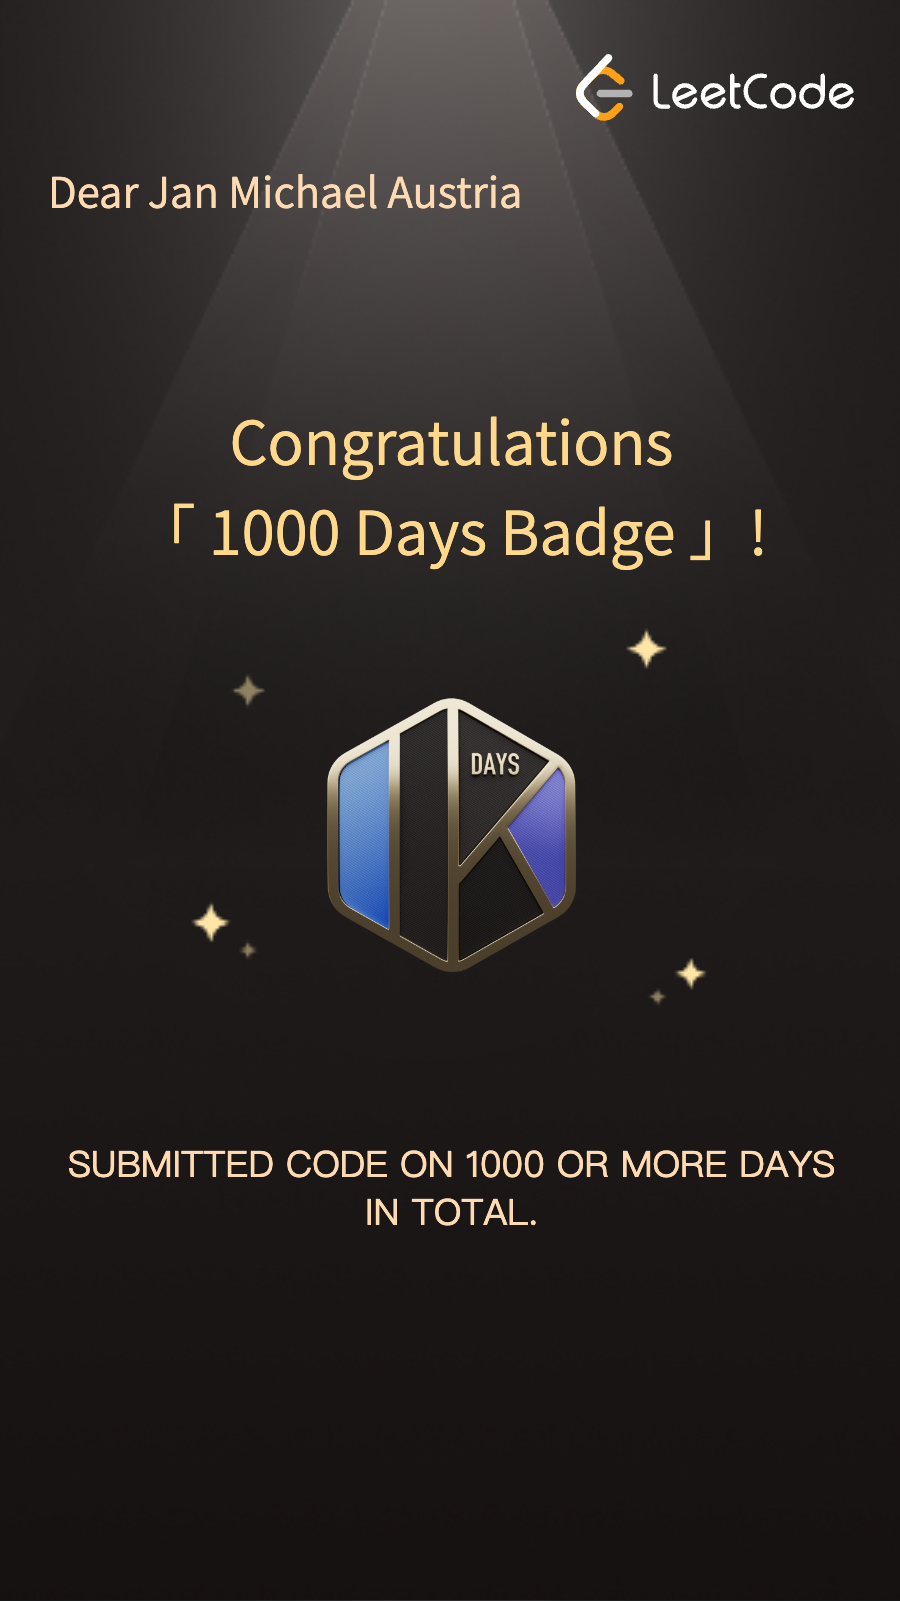 LeetCode
Dear Jan Michael Austria
Congratulations
「 1000 Days Badge 」 !
DAYS
1K
SUBMITTED CODE ON 1000 OR MORE DAYS
IN TOTAL.